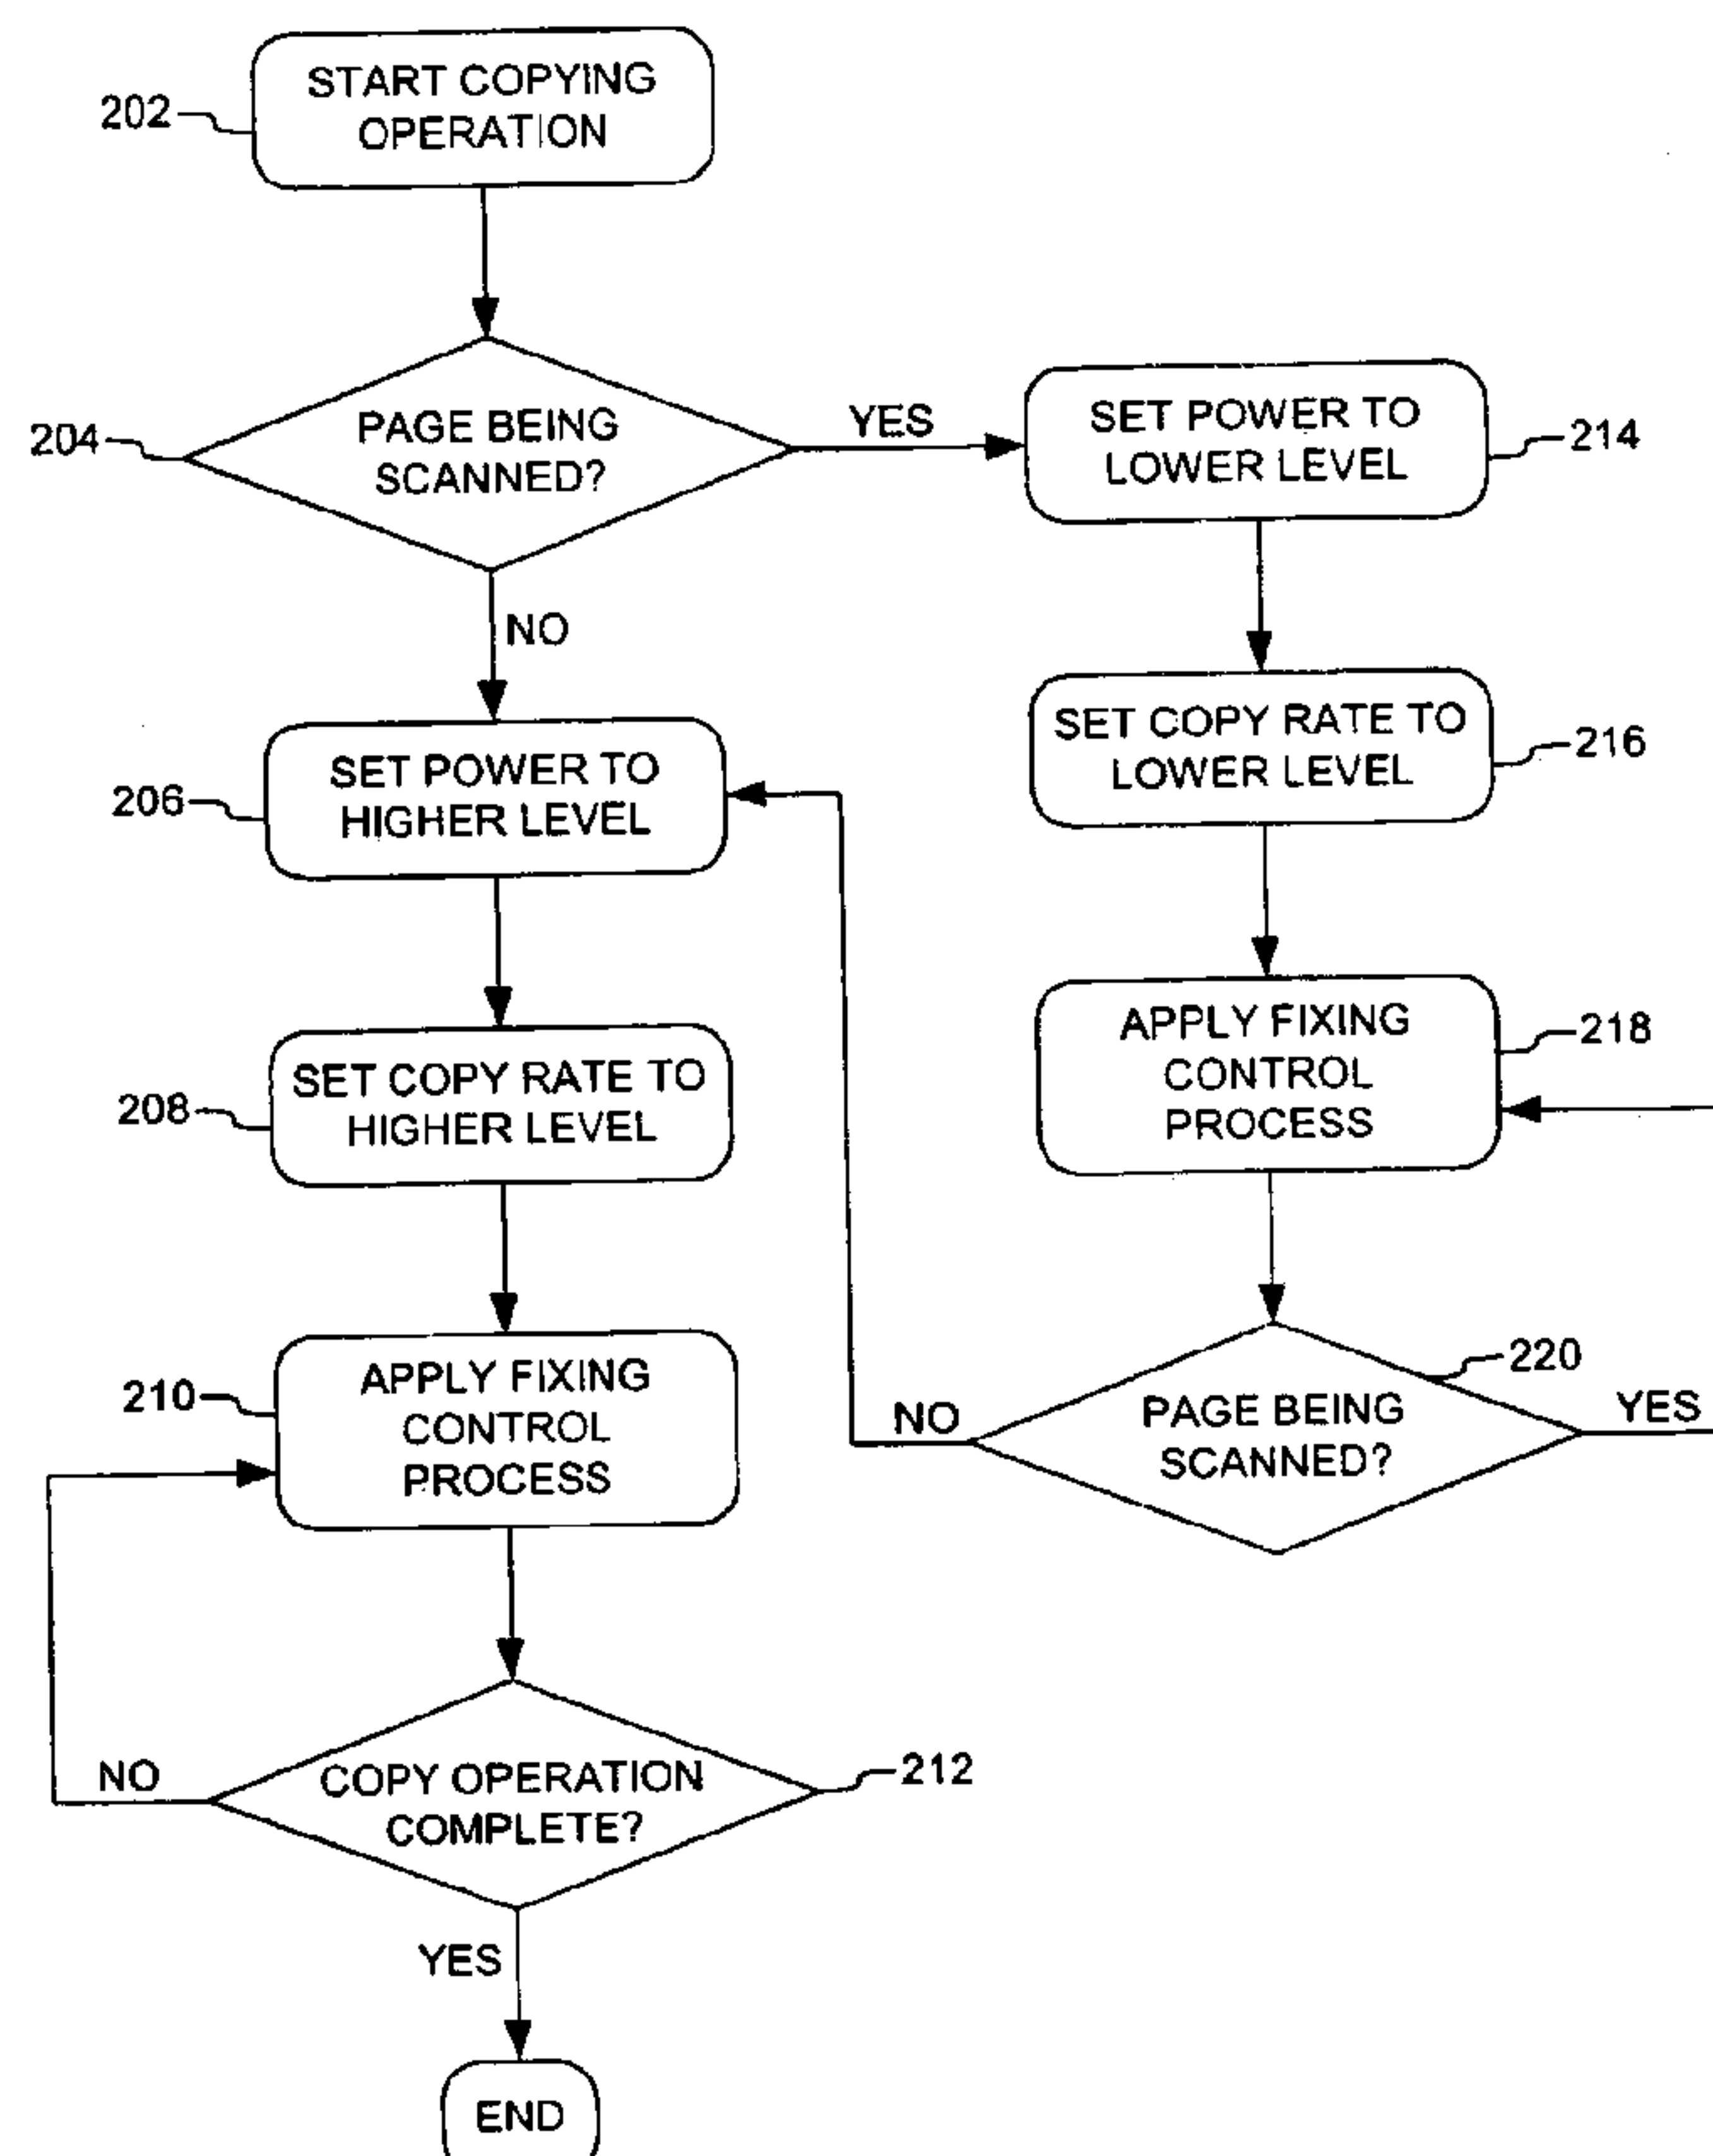 START COPYING
OPERATION
202
204
PAGE BEING
SCANNED?
YES
SET POWER TO
LOWER LEVEL
214
NO
SET COPY RATE TO
LOWER LEVEL
216
206
SET POWER TO
HIGHER LEVEL
APPLY FIXING
CONTROL
PROCESS
218
208
SET COPY RATE TO
HIGHER LEVEL
210
APPLY FIXING
CONTROL
PROCESS
220
NO
PAGE BEING
SCANNED?
YES
NO
COPY OPERATION
COMPLETE?
212
YES
END